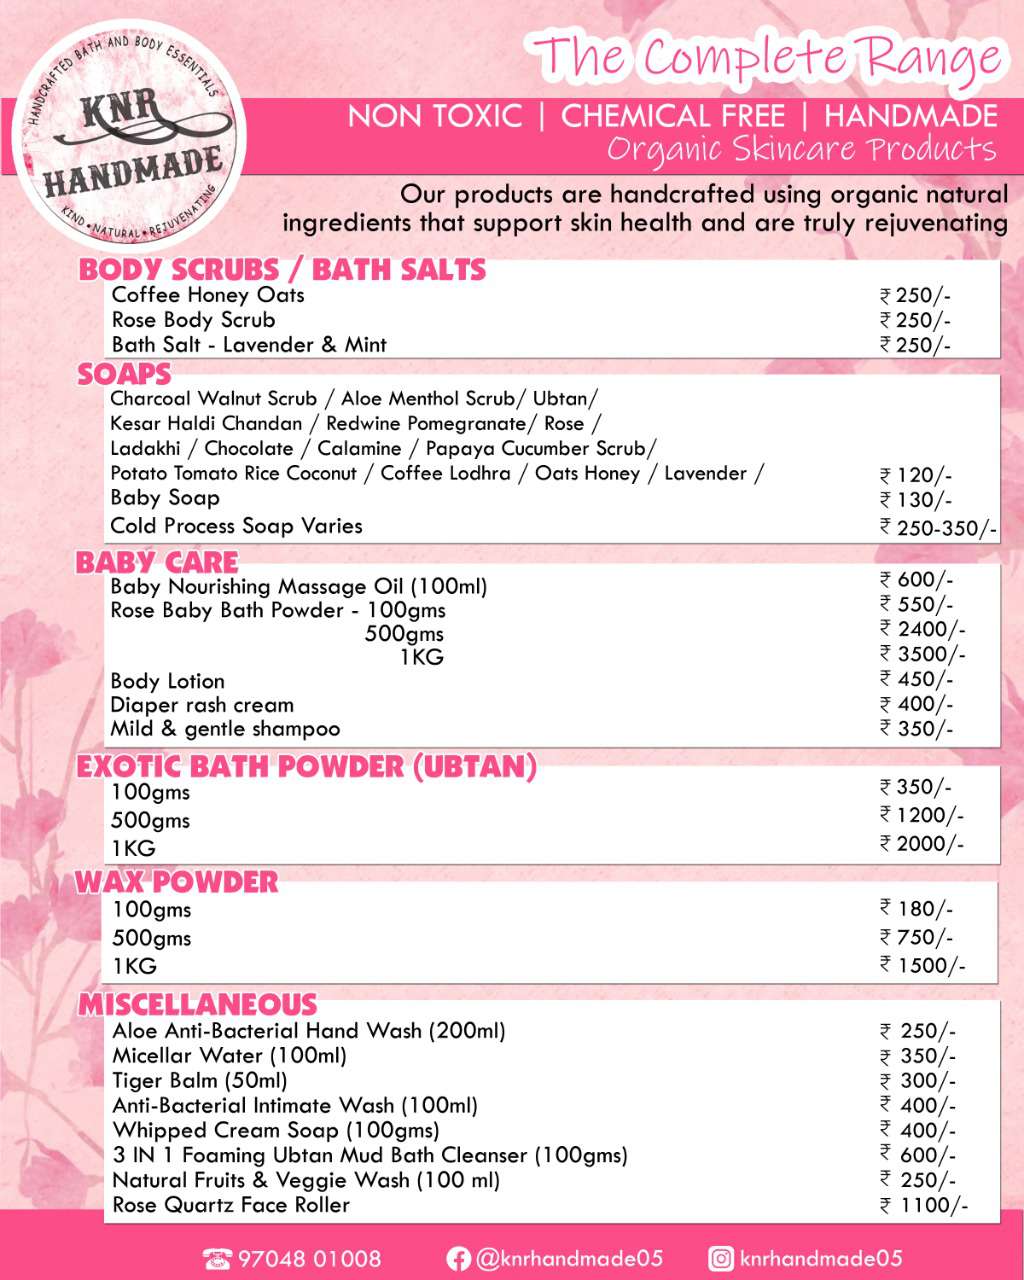 HANDCRAFTED BATH AND BODY ESSENTIALS
KNR
HANDMADE
KIND • NATURAL • REJUVENATING
The Complete Range
NON TOXIC | CHEMICAL FREE | HANDMADE
Organic Skincare Products
Our products are handcrafted using organic natural
ingredients that support skin health and are truly rejuvenating
BODY SCRUBS / BATH SALTS
Coffee Honey Oats ₹ 250/-
Rose Body Scrub ₹ 250/-
Bath Salt - Lavender & Mint ₹ 250/-
SOAPS
Charcoal Walnut Scrub / Aloe Menthol Scrub/ Ubtan/
Kesar Haldi Chandan / Redwine Pomegranate/ Rose /
Ladakhi / Chocolate / Calamine / Papaya Cucumber Scrub/
Potato Tomato Rice Coconut / Coffee Lodhra / Oats Honey / Lavender / ₹ 120/-
Baby Soap ₹ 130/-
Cold Process Soap Varies ₹ 250-350/-
BABY CARE
Baby Nourishing Massage Oil (100ml) ₹ 600/-
Rose Baby Bath Powder - 100gms ₹ 550/-
500gms ₹ 2400/-
1KG ₹ 3500/-
Body Lotion ₹ 450/-
Diaper rash cream ₹ 400/-
Mild & gentle shampoo ₹ 350/-
EXOTIC BATH POWDER (UBTAN)
100gms ₹ 350/-
500gms ₹ 1200/-
1KG ₹ 2000/-
WAX POWDER
100gms ₹ 180/-
500gms ₹ 750/-
1KG ₹ 1500/-
MISCELLANEOUS
Aloe Anti-Bacterial Hand Wash (200ml) ₹ 250/-
Micellar Water (100ml) ₹ 350/-
Tiger Balm (50ml) ₹ 300/-
Anti-Bacterial Intimate Wash (100ml) ₹ 400/-
Whipped Cream Soap (100gms) ₹ 400/-
3 IN 1 Foaming Ubtan Mud Bath Cleanser (100gms) ₹ 600/-
Natural Fruits & Veggie Wash (100 ml) ₹ 250/-
Rose Quartz Face Roller ₹ 1100/-
97048 01008 @knrhandmade05 knrhandmade05